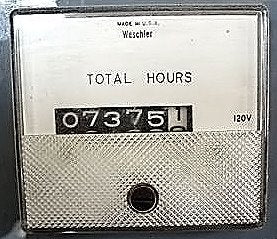 MADE IN U.S.A.
Weschler
TOTAL HOURS
07375
120V